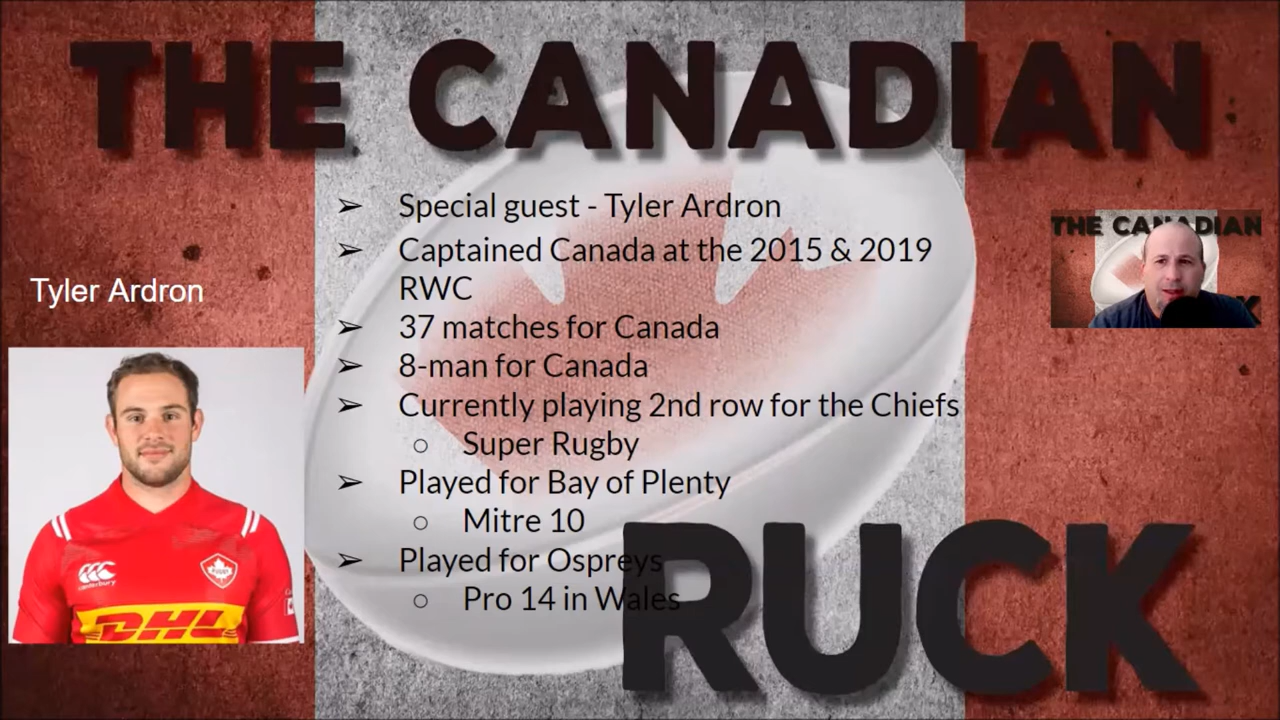 THE CANADIAN
Special guest - Tyler Ardron
Captained Canada at the 2015 & 2019
RWC
37 matches for Canada
8-man for Canada
Currently playing 2nd row for the Chiefs
Super Rugby
Played for Bay of Plenty
Mitre 10
Played for Ospreys
Pro 14 in Wales
RUCK
Tyler Ardron
canterbury
DHL
THE CANADIAN